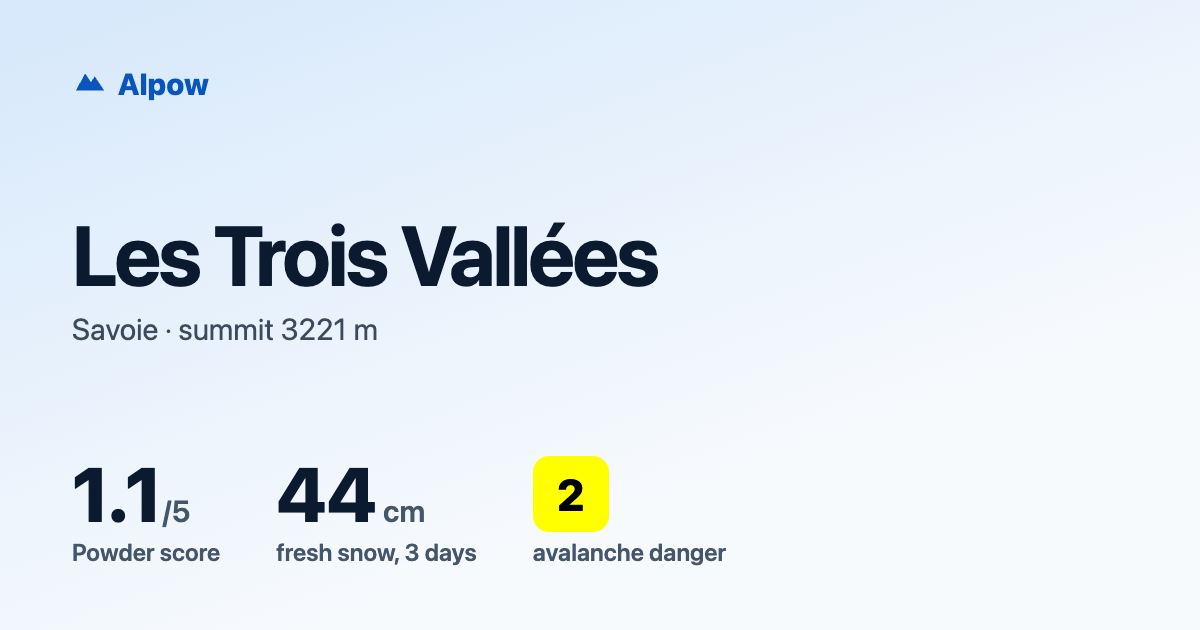 Alpow
Les Trois Vallées
Savoie · summit 3221 m
1.1/5
Powder score
44 cm
fresh snow, 3 days
2
avalanche danger